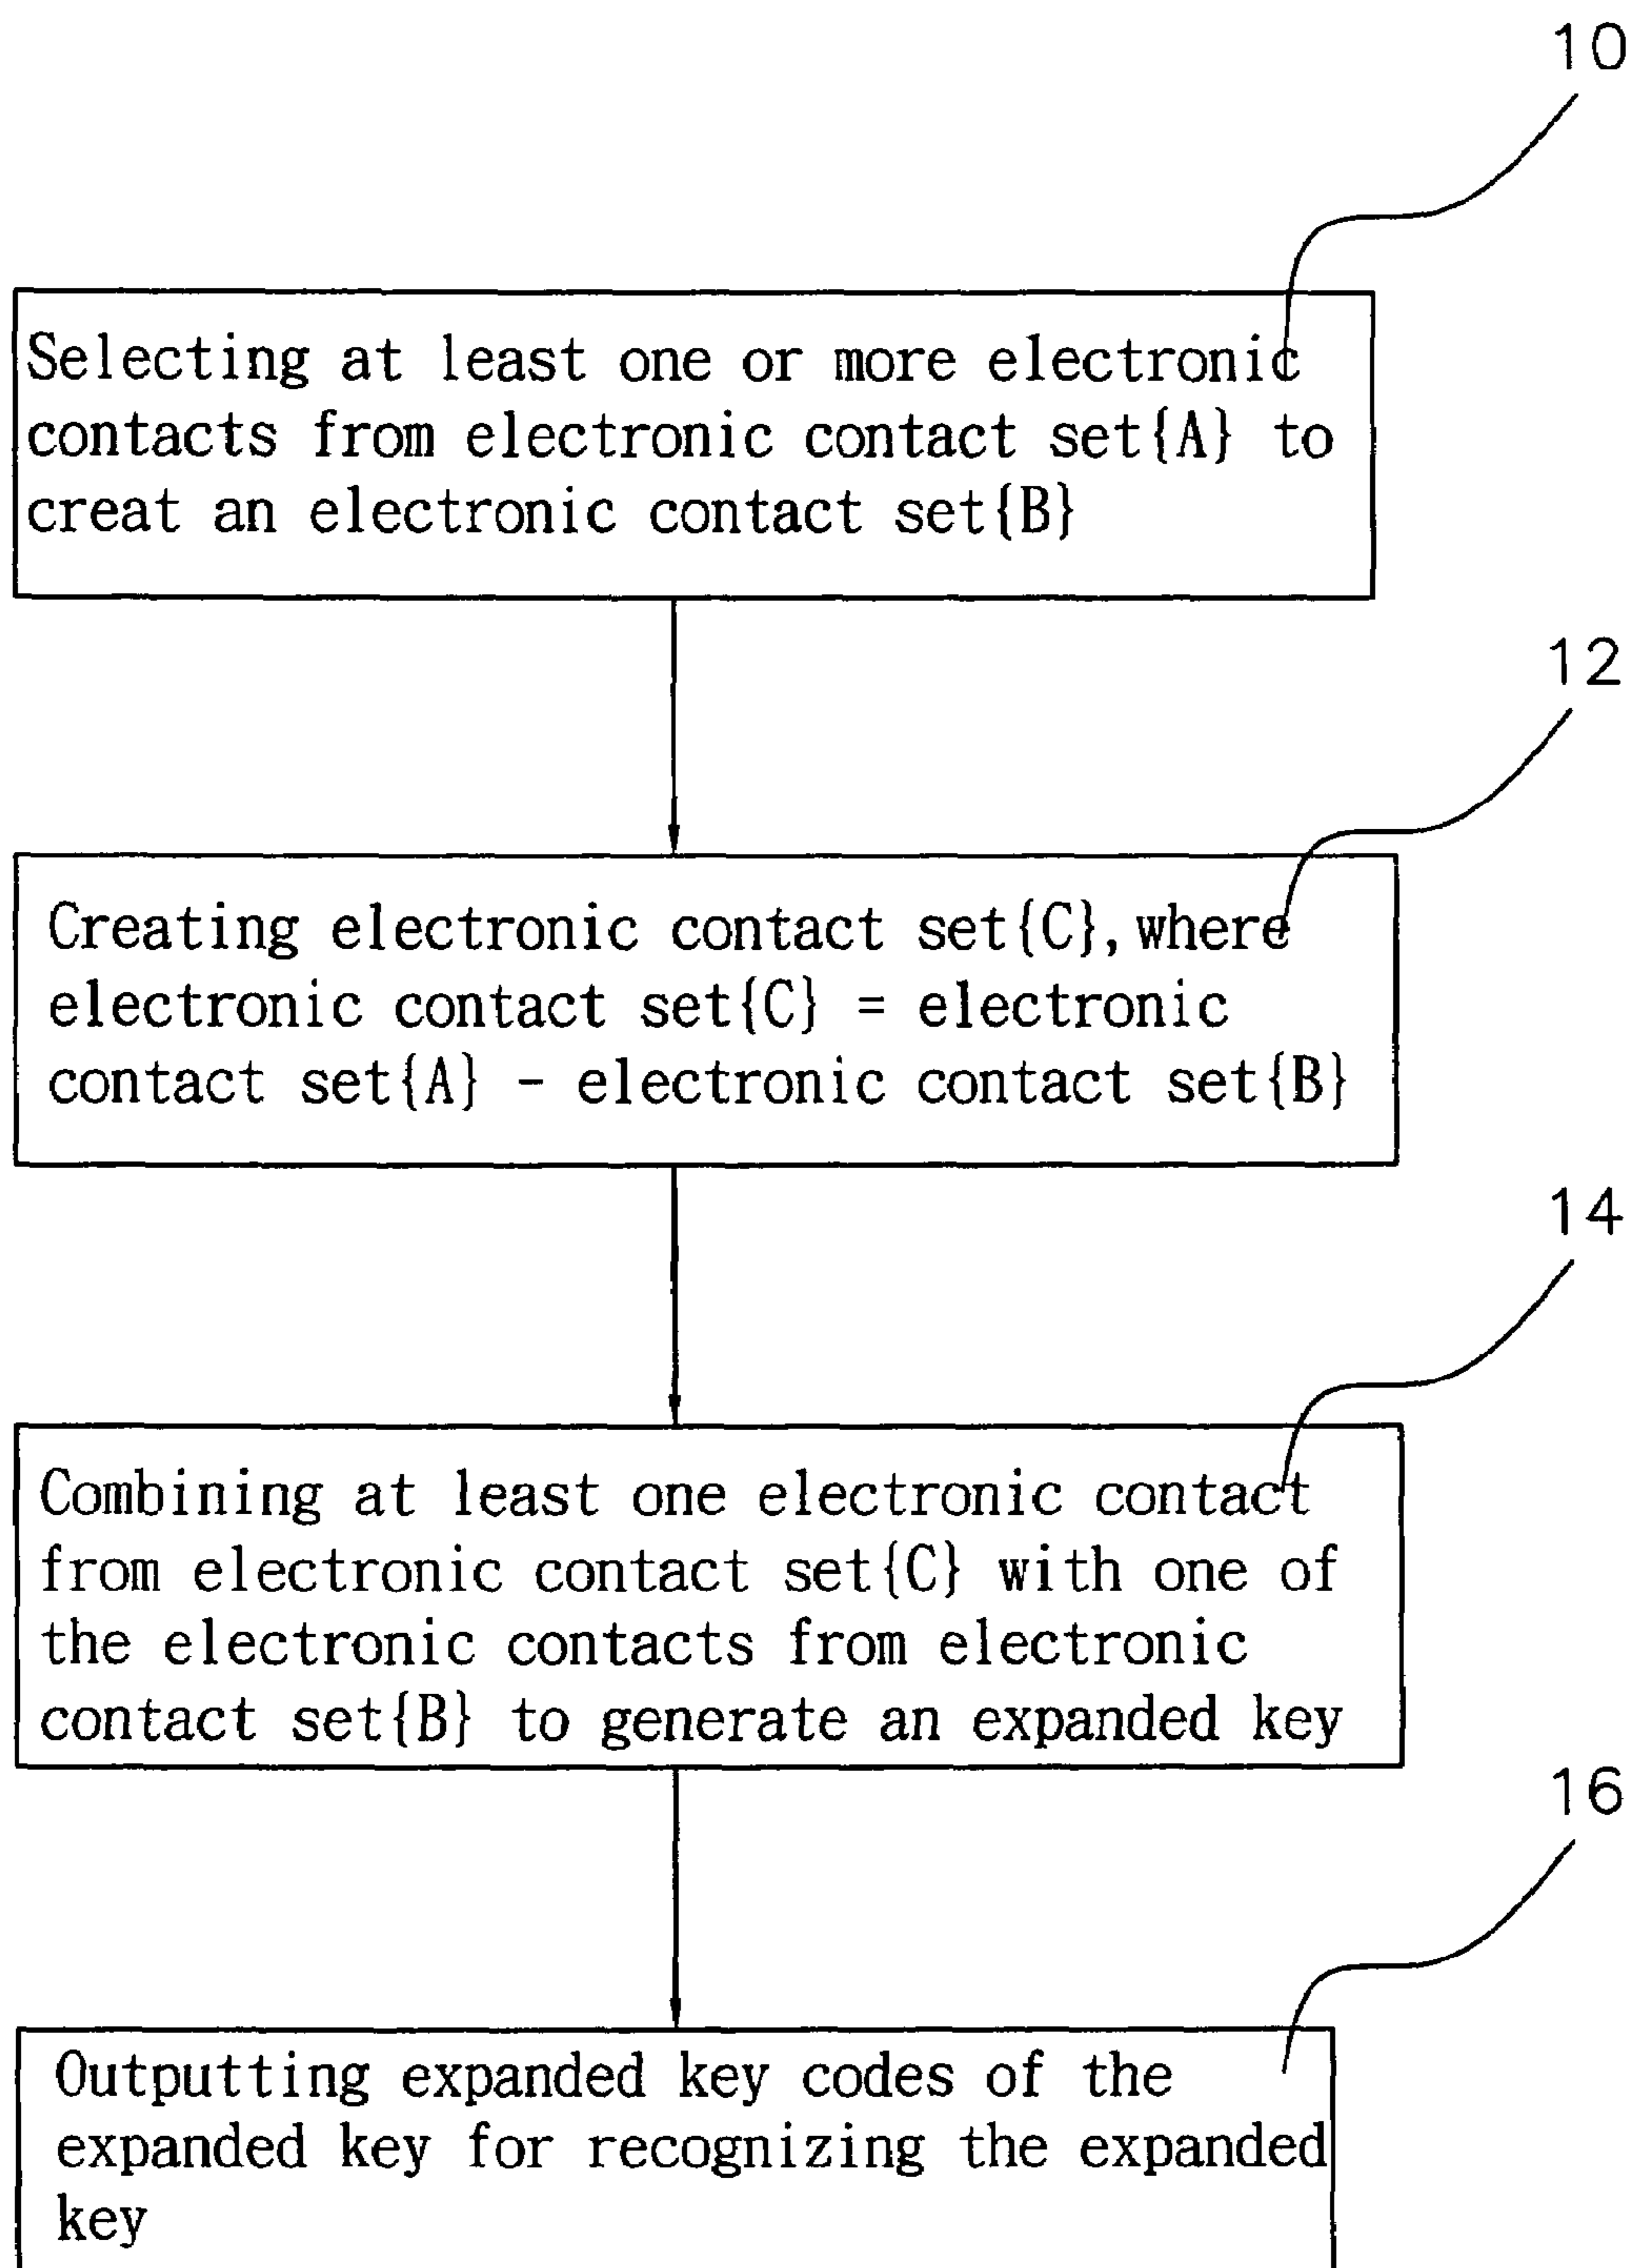 10
Selecting at least one or more electronic
contacts from electronic contact set{A} to
creat an electronic contact set{B}
12
Creating electronic contact set{C}, where
electronic contact set{C} = electronic
contact set{A} - electronic contact set{B}
14
Combining at least one electronic contact
from electronic contact set{C} with one of
the electronic contacts from electronic
contact set{B} to generate an expanded key
16
Outputting expanded key codes of the
expanded key for recognizing the expanded
key